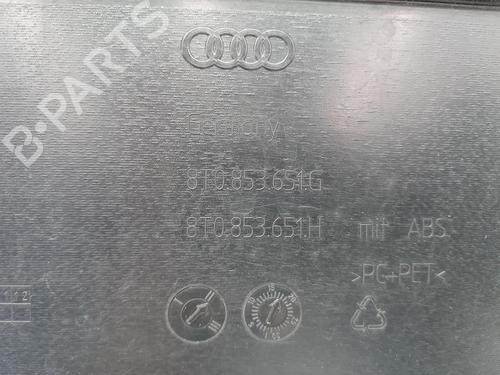 B-PARTS
Germany
8T0.853.651.G
8T0.853.651.H mit ABS
>PC+PET<